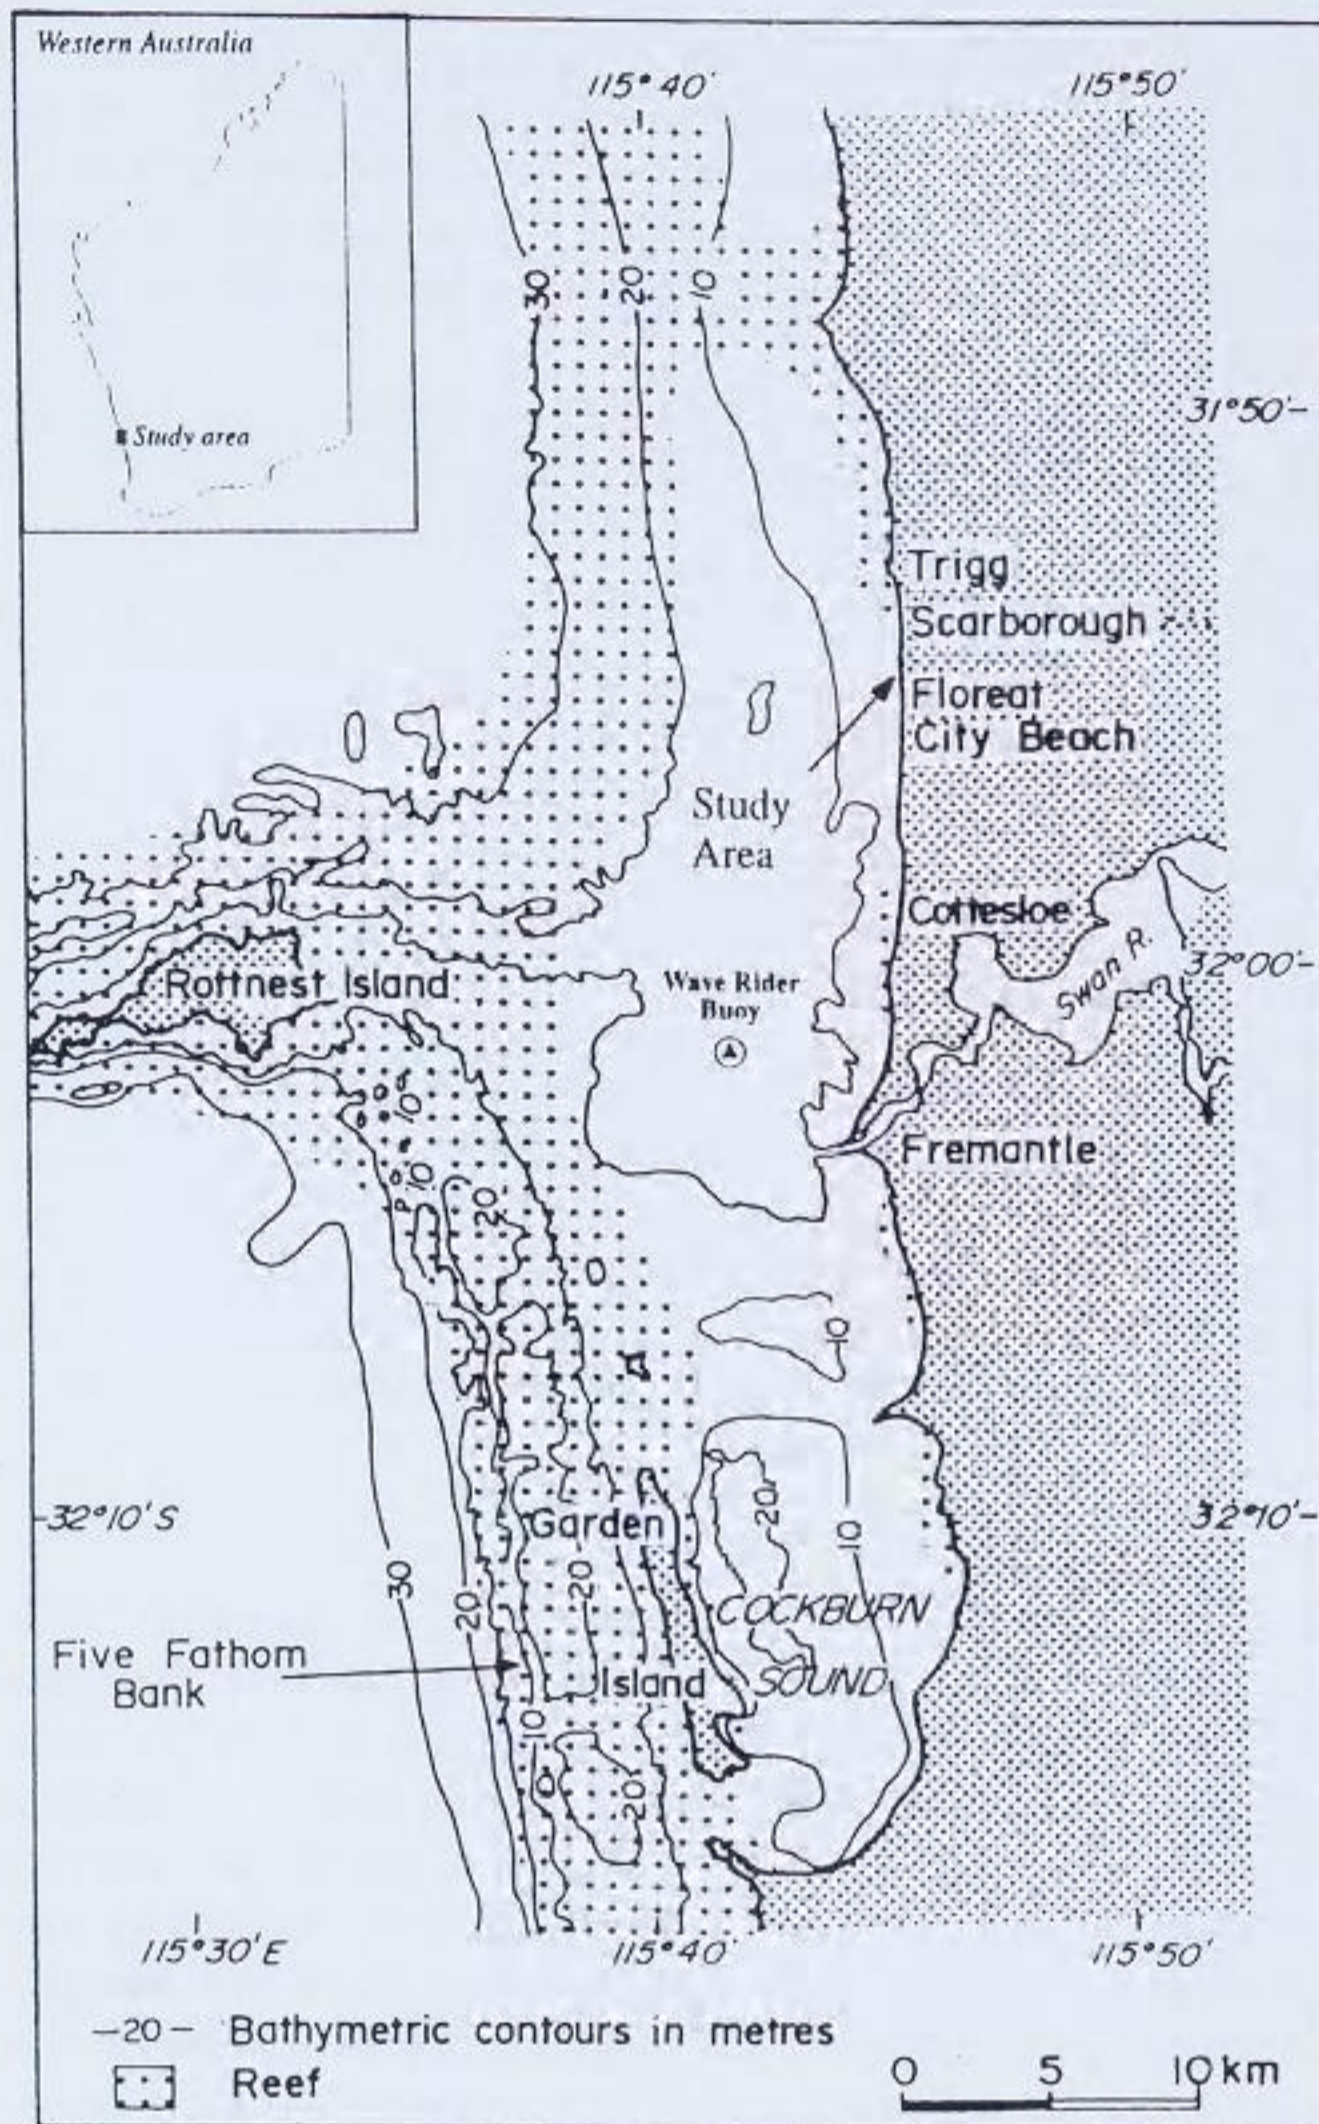 Western Australia
Study area
115°40'
115°50'
30
20
10
31°50'-
Trigg
Scarborough
Floreat
City Beach
Study
Area
Cottesloe
Swan R.
32°00'-
Rottnest Island
Wave Rider
Buoy
10
Fremantle
10
20
10
-32°10'S
32°10'-
Garden
20
10
30
20
20
COCKBURN
Five Fathom
Bank
Island
SOUND
10
20
115°30'E
115°40'
115°50'
-20- Bathymetric contours in metres
Reef
0 5 10 km